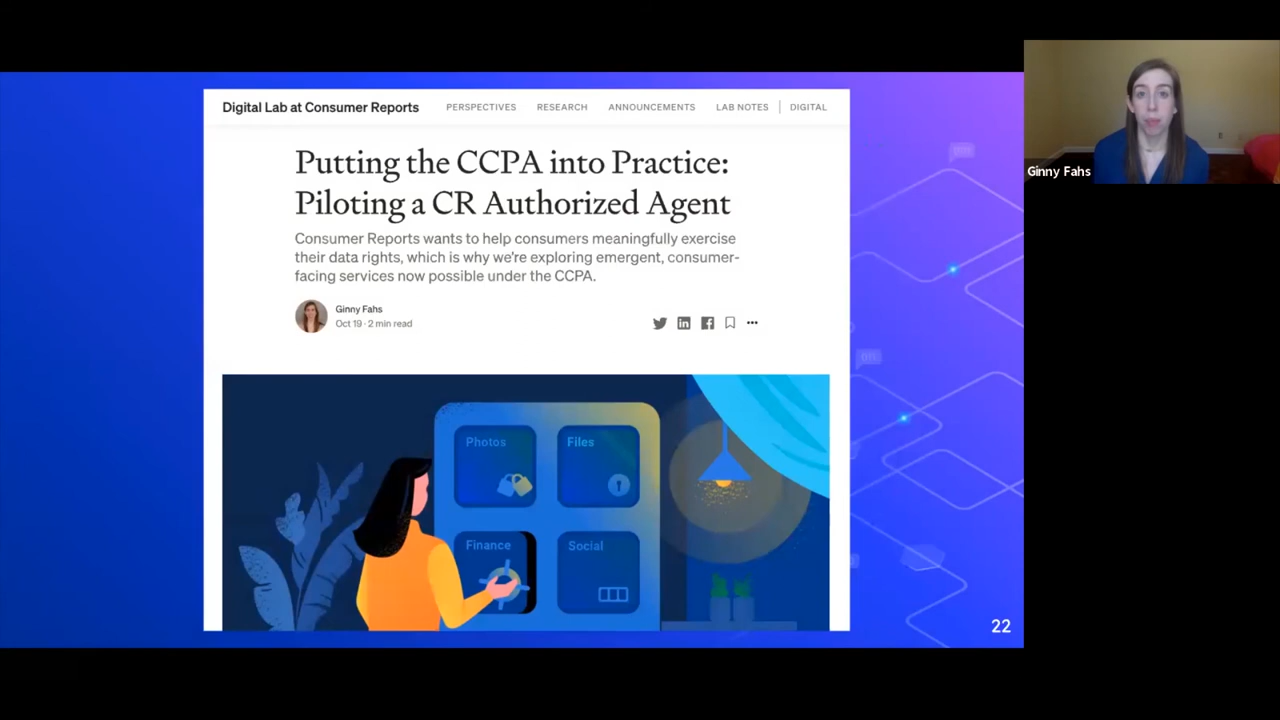 Digital Lab at Consumer Reports PERSPECTIVES RESEARCH ANNOUNCEMENTS LAB NOTES DIGITAL
Putting the CCPA into Practice:
Piloting a CR Authorized Agent
Consumer Reports wants to help consumers meaningfully exercise
their data rights, which is why we're exploring emergent, consumer-
facing services now possible under the CCPA.
Ginny Fahs
Oct 19 · 2 min read
Photos Files
Finance Social
22
Ginny Fahs